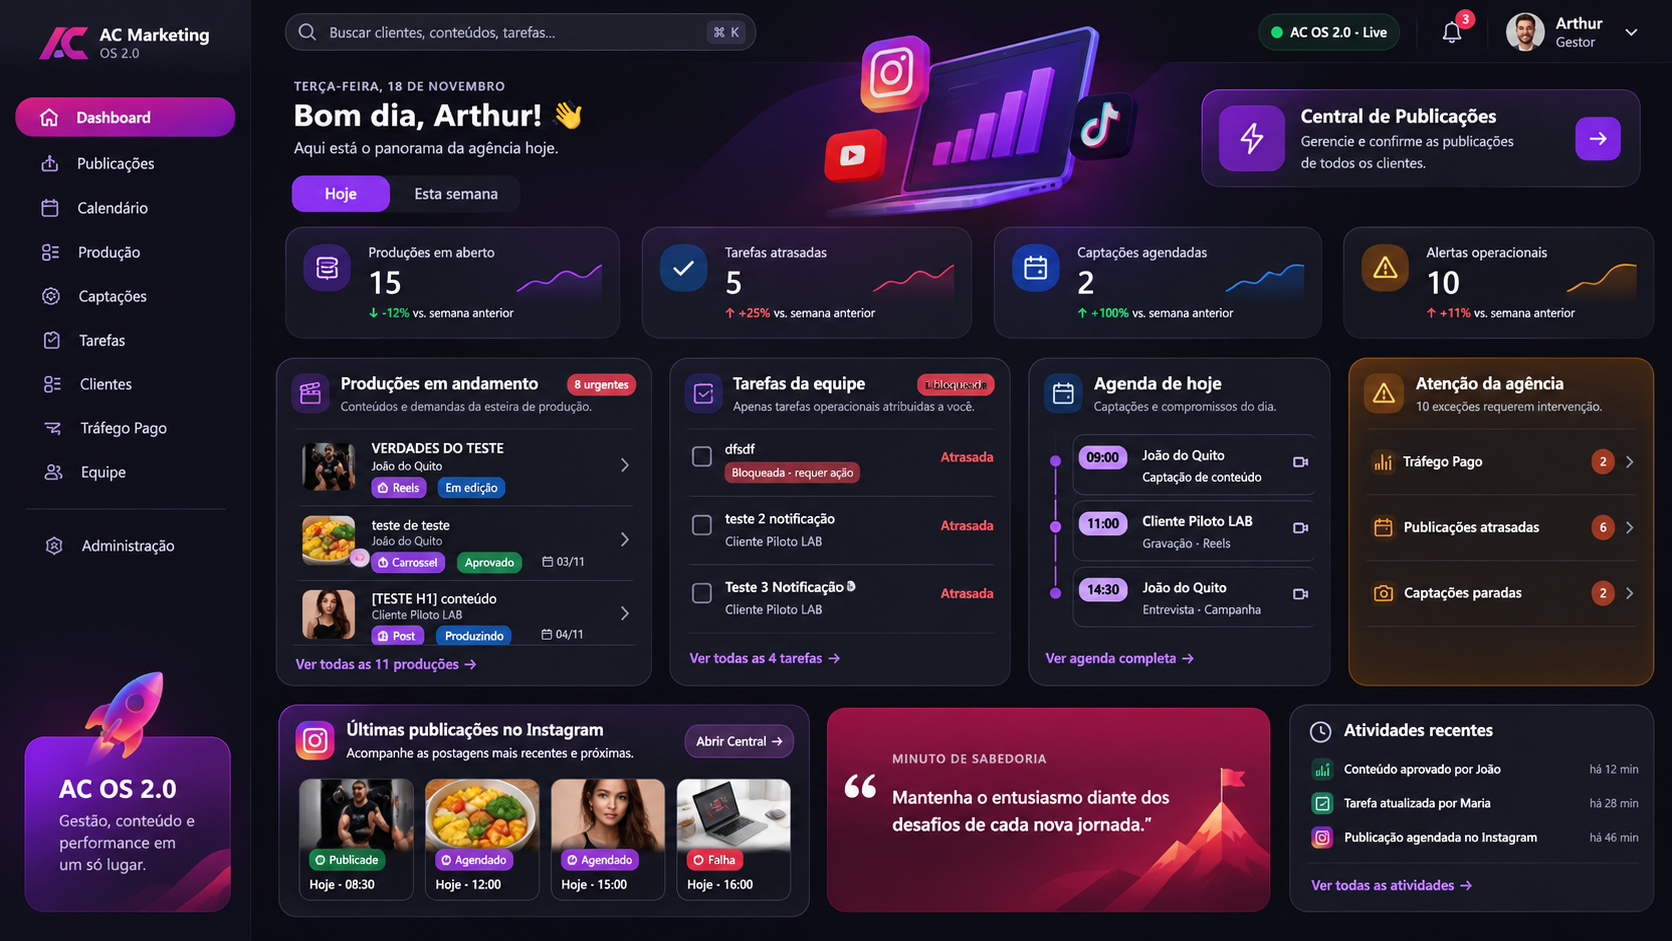 AC Marketing
OS 2.0
Dashboard
Publicações
Calendário
Produção
Captações
Tarefas
Clientes
Tráfego Pago
Equipe
Administração
AC OS 2.0
Gestão, conteúdo e
performance em
um só lugar.
Buscar clientes, conteúdos, tarefas...
⌘ K
AC OS 2.0 - Live
3
Arthur
Gestor
TERÇA-FEIRA, 18 DE NOVEMBRO
Bom dia, Arthur! 👋
Aqui está o panorama da agência hoje.
Hoje
Esta semana
Central de Publicações
Gerencie e confirme as publicações
de todos os clientes.
Produções em aberto
15
↓ -12% vs. semana anterior
Tarefas atrasadas
5
↑ +25% vs. semana anterior
Captações agendadas
2
↑ +100% vs. semana anterior
Alertas operacionais
10
↑ +11% vs. semana anterior
Produções em andamento
8 urgentes
Conteúdos e demandas da esteira de produção.
VERDADES DO TESTE
João do Quito
Reels
Em edição
teste de teste
João do Quito
Carrossel
Aprovado
03/11
[TESTE H1] conteúdo
Cliente Piloto LAB
Post
Produzindo
04/11
Ver todas as 11 produções →
Tarefas da equipe
Apenas tarefas operacionais atribuidas a você.
dfsdf
Bloqueada - requer ação
Atrasada
teste 2 notificação
Cliente Piloto LAB
Atrasada
Teste 3 Notificação
Cliente Piloto LAB
Atrasada
Ver todas as 4 tarefas →
Agenda de hoje
Captações e compromissos do dia.
09:00
João do Quito
Captação de conteúdo
11:00
Cliente Piloto LAB
Gravação - Reels
14:30
João do Quito
Entrevista - Campanha
Ver agenda completa →
Atenção da agência
10 exceções requerem intervenção.
Tráfego Pago
2
Publicações atrasadas
6
Captações paradas
2
Últimas publicações no Instagram
Acompanhe as postagens mais recentes e próximas.
Abrir Central →
Publicade
Hoje - 08:30
Agendado
Hoje - 12:00
Agendado
Hoje - 15:00
Falha
Hoje - 16:00
MINUTO DE SABEDORIA
“ Mantenha o entusiasmo diante dos
desafios de cada nova jornada.”
Atividades recentes
Conteúdo aprovado por João
há 12 min
Tarefa atualizada por Maria
há 28 min
Publicação agendada no Instagram
há 46 min
Ver todas as atividades →